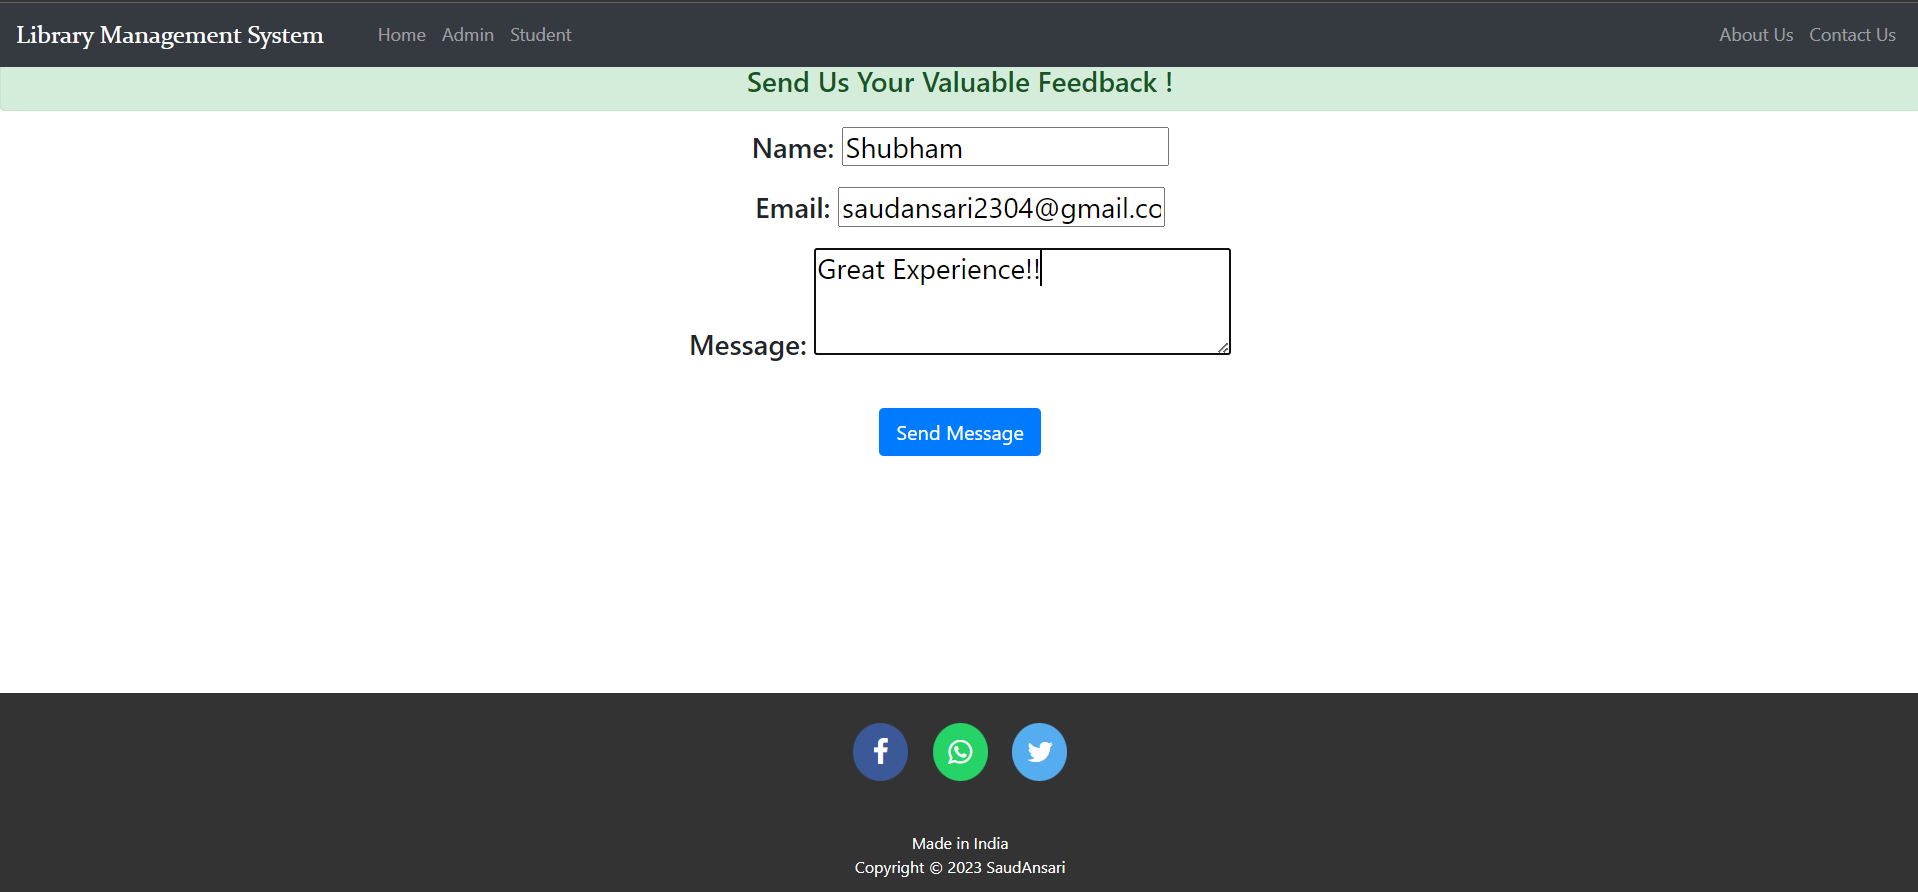 Library Management System Home Admin Student About Us Contact Us
Send Us Your Valuable Feedback !
Name: Shubham
Email: saudansari2304@gmail.co
Great Experience!!
Message:
Send Message
Made in India
Copyright © 2023 SaudAnsari